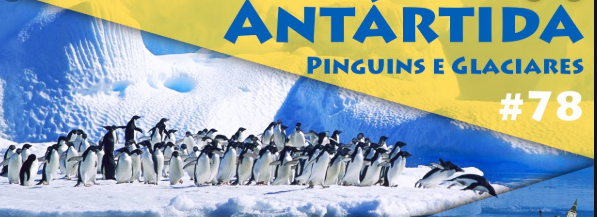 ANTÁRTIDA
PINGUINS E GLACIARES
#78